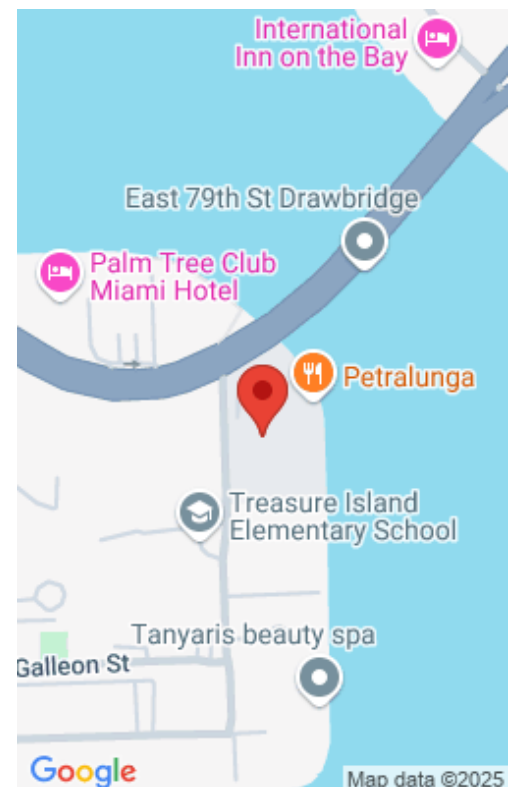 International
Inn on the Bay
East 79th St Drawbridge
Palm Tree Club
Miami Hotel
Petralunga
Treasure Island
Elementary School
Tanyaris beauty spa
Galleon St
Google
Map data ©2025